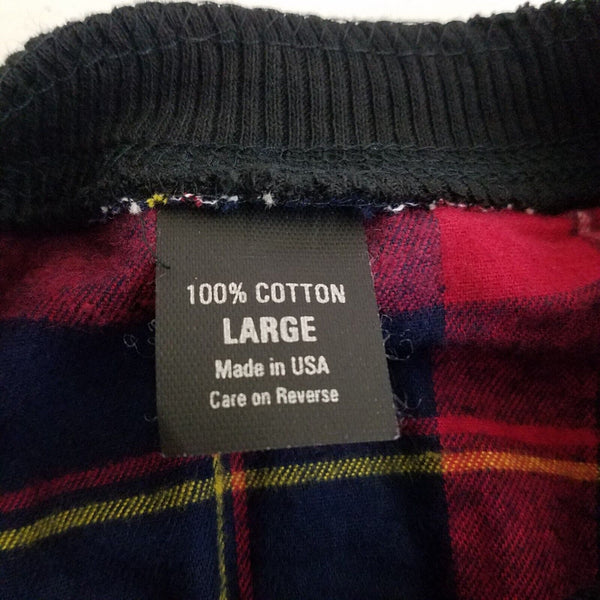 100% COTTON
LARGE
Made in USA
Care on Reverse